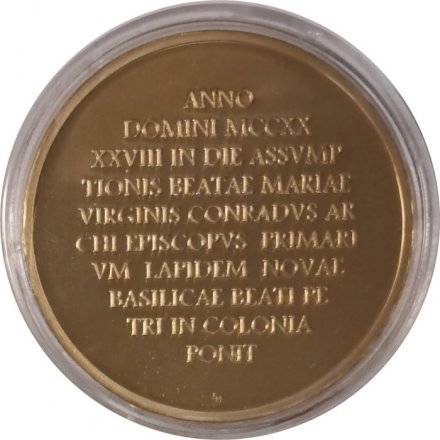 ANNO
DOMINI MCCXX
XXVIII IN DIE ASSVMP
TIONIS BEATAE MARIAE
VIRGINIS CONRADVS AR
CHI EPISCOPVS PRIMARI
VM LAPIDEM NOVAE
BASILICAE BEATI PE
TRI IN COLONIA
PONIT